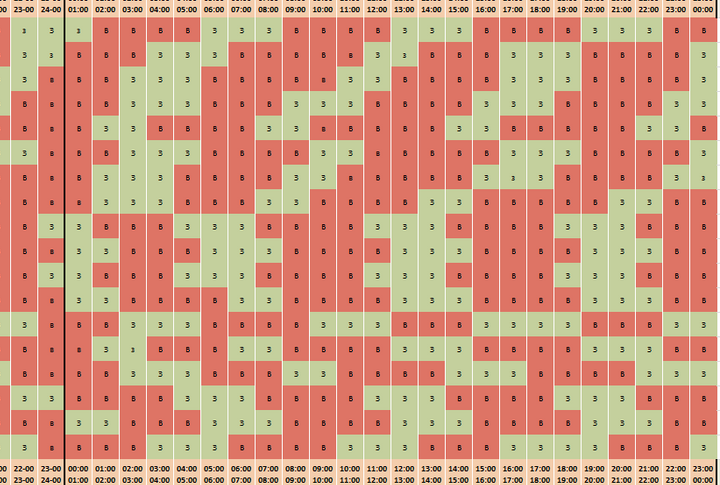 00 23-00 24-00 01:00 02:00 03:00 04:00 05:00 06:00 07:00 08:00 09:00 10:00 11:00 12:00 13:00 14:00 15:00 16:00 17:00 18:00 19:00 20:00 21:00 22:00 23:00 00:00
З З З В В В В З З З В В В З З З В В В В З З З В В
З З В В В З З З З В В В В З З В В В З З З В В В В З
З В В В З З З В В В В В З З В В В В З З З В В В З З
В В В В З З З В В В З З З В В В В З З З В В В В З З
В В В З З В В В В З З В В В В В З З В В В В В З З В
З В В В З З З В В В В З З В В В В В З З З В В В В З
В В В З З З В В В В З З В В В В В З З З В В В В З З
В В В З З З В В В З З В В В В З З З В В В В З З В В
В З З В В В З З З В В В В З З З В В В В З З З В В В
В В З З В В В З З В В В В В З З З В В В В З З З В В
В З З В В В З З З В В В В З З З В В В В З З З В В В
В В З З В В В В З З В В В В З З З В В В В З З З В В
З В В В З З З В В В В З З З В В В З З З З В В В З З
В В В З З В В В З З В В В В З З З В В В В З З З В В
В В В В З З З В В В З З В В В В З З З В В В В З З З
З З В В В В З З З В В В В З З З В В В В З З З В В В
В В З З В В В З З В В В В З З З В В В В З З З В В
З В В В В З З З В В В В З З З В В В З З З З В В В З
00 22-00 23-00 00:00 01:00 02:00 03:00 04:00 05:00 06:00 07:00 08:00 09:00 10:00 11:00 12:00 13:00 14:00 15:00 16:00 17:00 18:00 19:00 20:00 21:00 22:00 23:00
00 23-00 24-00 01:00 02:00 03:00 04:00 05:00 06:00 07:00 08:00 09:00 10:00 11:00 12:00 13:00 14:00 15:00 16:00 17:00 18:00 19:00 20:00 21:00 22:00 23:00 00:00